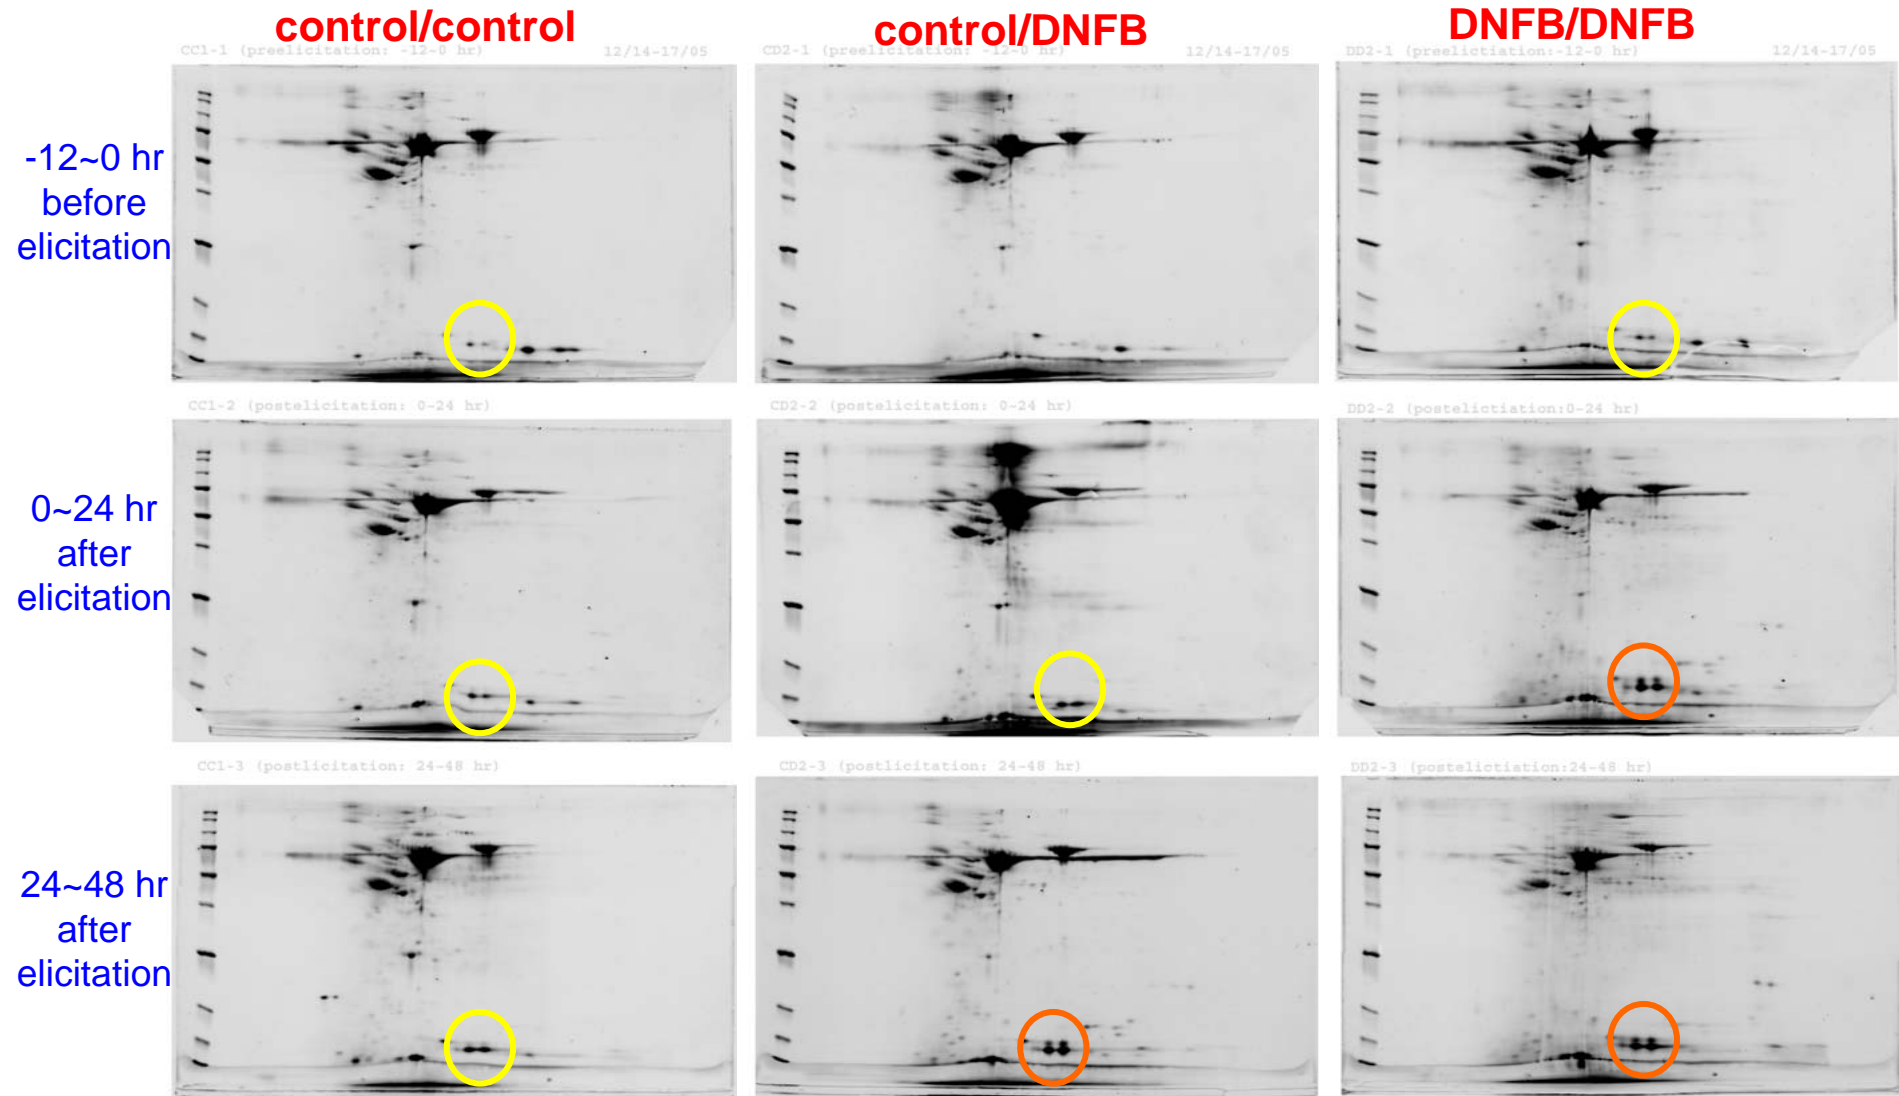 control/control
control/DNFB
DNFB/DNFB
CC1-1 (preelicitation: -12-0 hr) 12/14-17/05
CD2-1 (preelicitation: -12-0 hr) 12/14-17/05
DD2-1 (preelictiation:-12-0 hr) 12/14-17/05
-12~0 hr
before
elicitation
CC1-2 (postelicitation: 0-24 hr)
CD2-2 (postelicitation: 0-24 hr)
DD2-2 (postelictiation:0-24 hr)
0~24 hr
after
elicitation
CC1-3 (postlicitation: 24-48 hr)
CD2-3 (postlicitation: 24-48 hr)
DD2-3 (postelictiation:24-48 hr)
24~48 hr
after
elicitation